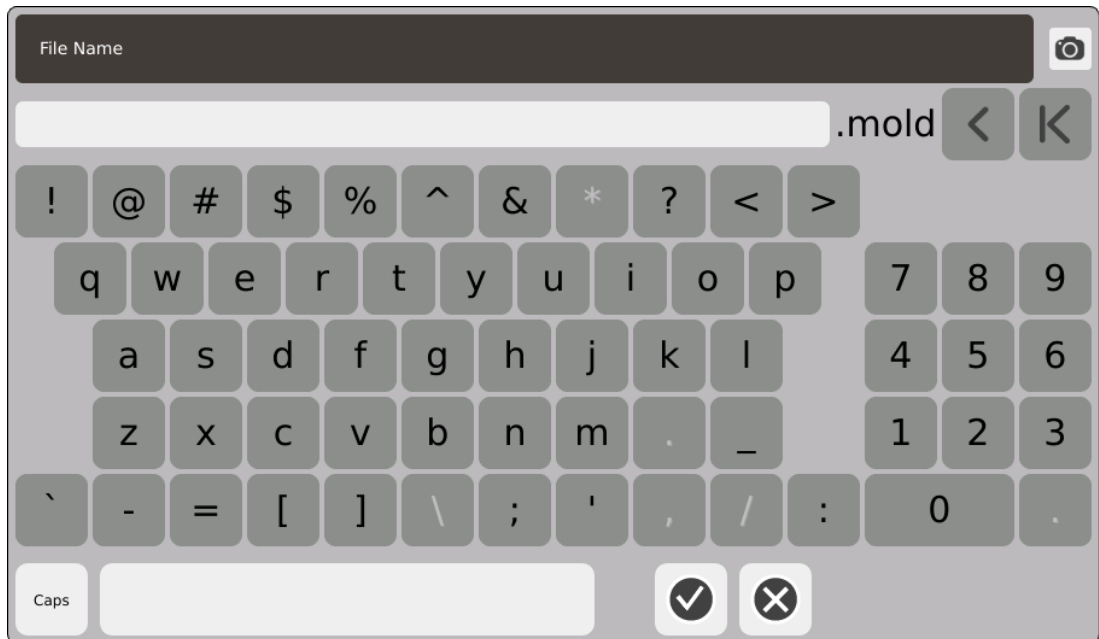 File Name
.mold
! @ # $ % ^ & * ? < >
q w e r t y u i o p 7 8 9
a s d f g h j k l 4 5 6
z x c v b n m . _ 1 2 3
` - = [ ] \ ; ' , / : 0 .
Caps